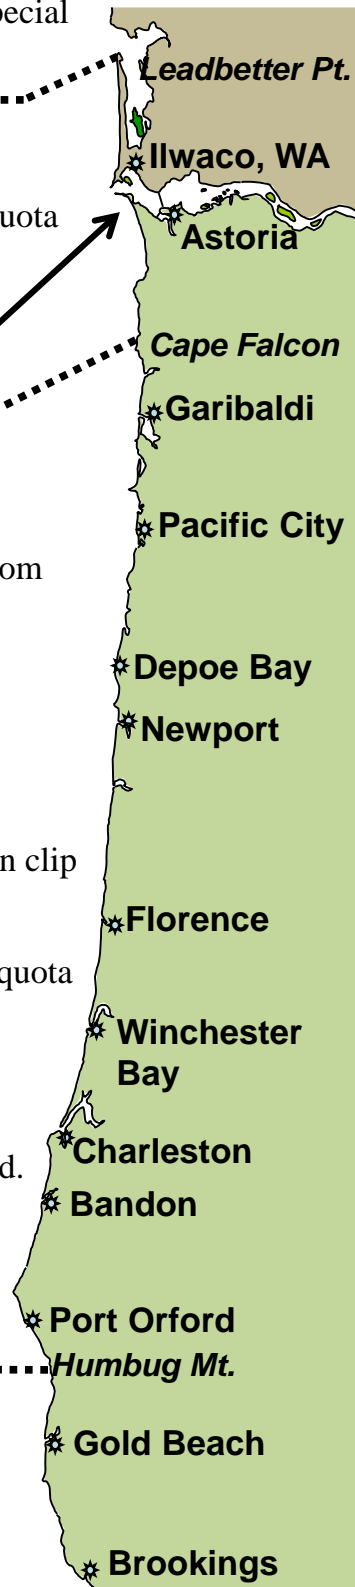 pecial
Leadbetter Pt.
Ilwaco, WA
uota
Astoria
Cape Falcon
Garibaldi
Pacific City
om
Depoe Bay
Newport
n clip
Florence
quota
Winchester
Bay
Charleston
d.
Bandon
Port Orford
Humbug Mt.
Gold Beach
Brookings